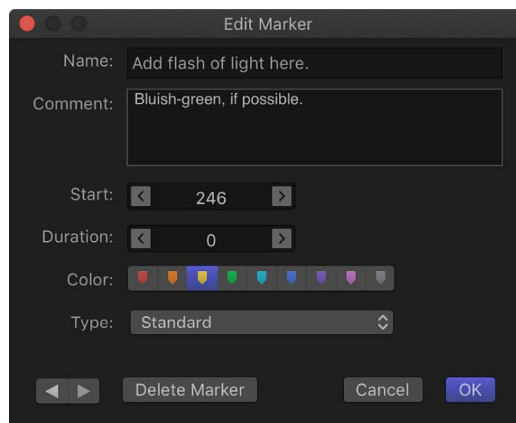 Edit Marker
Name: Add flash of light here.
Comment: Bluish-green, if possible.
Start: 246
Duration: 0
Color:
Type: Standard
Delete Marker Cancel OK